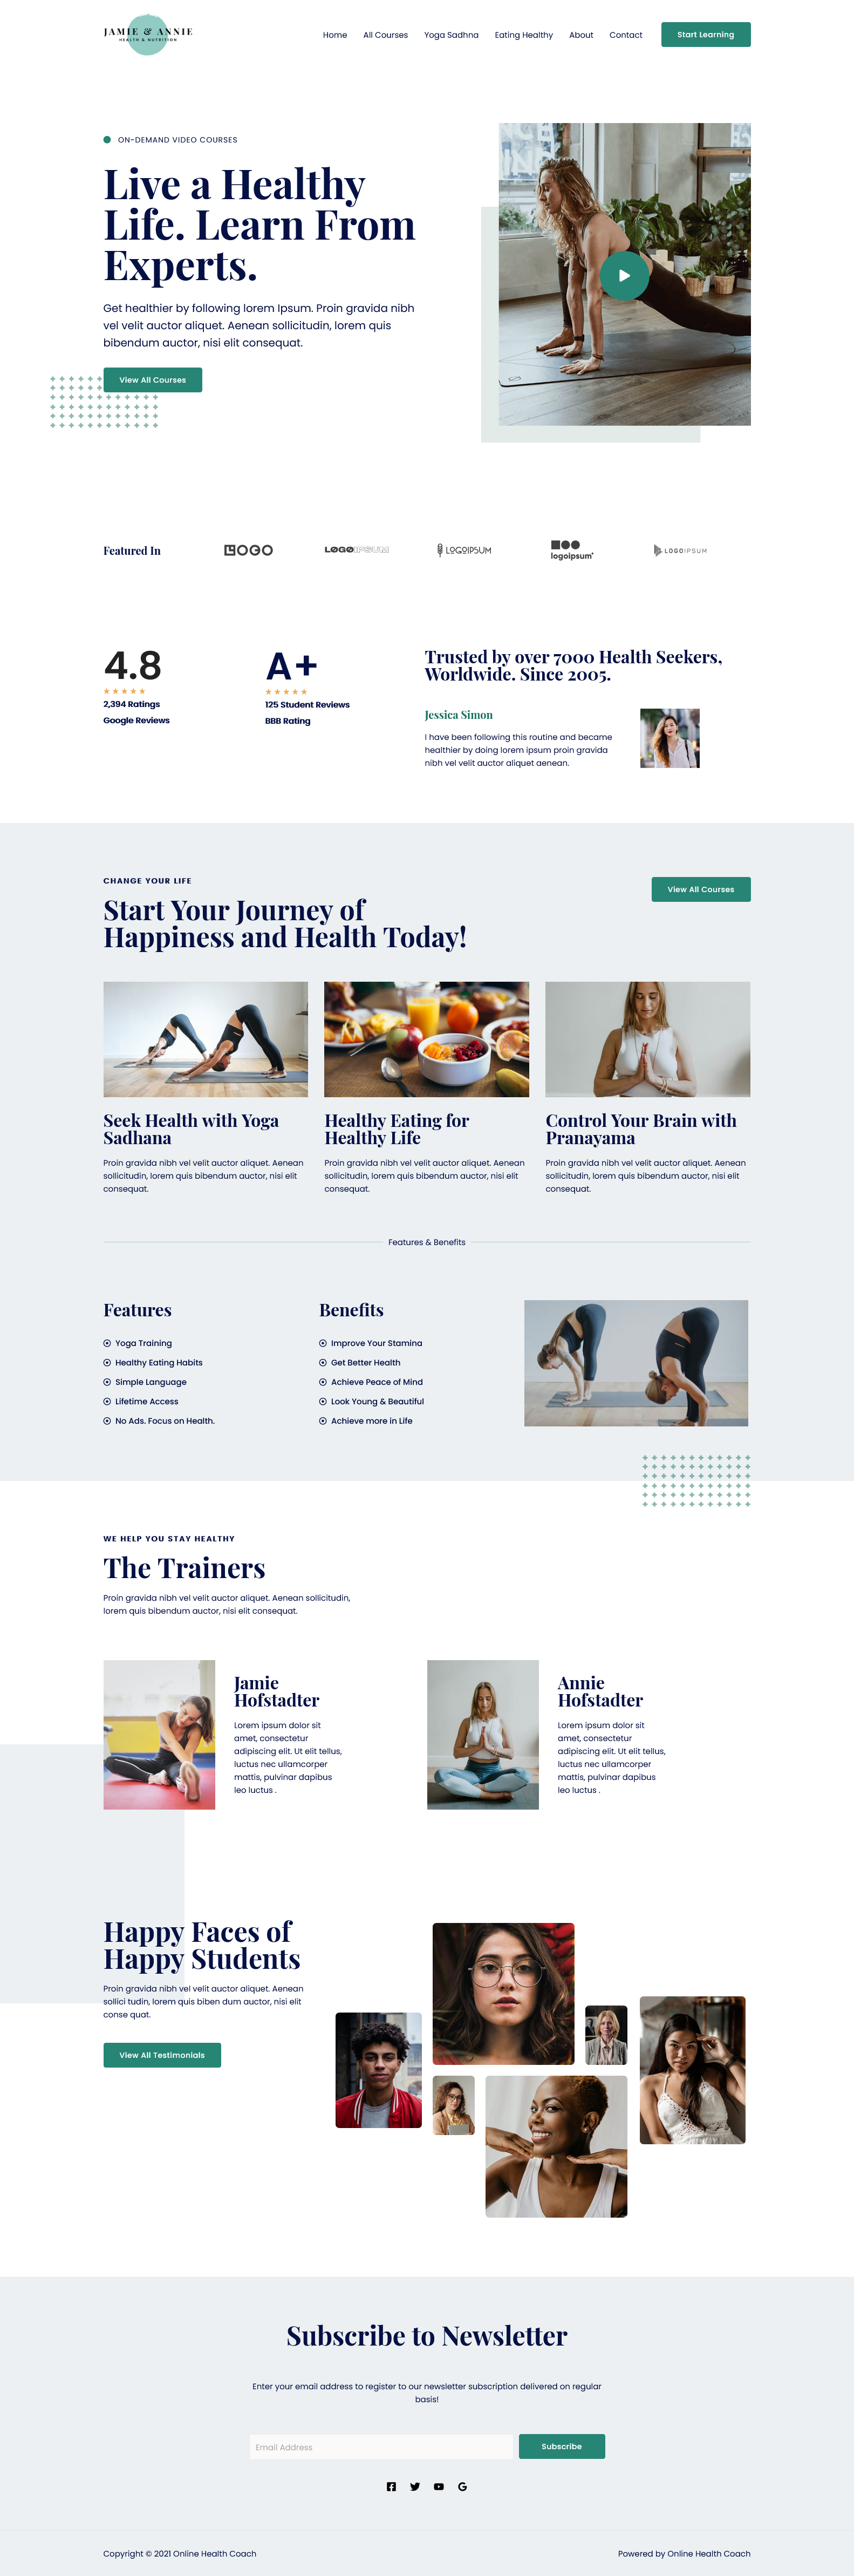 JAMIE & ANNIE
HEALTH & NUTRITION
Home
All Courses
Yoga Sadhna
Eating Healthy
About
Contact
Start Learning
ON-DEMAND VIDEO COURSES
Live a Healthy
Life. Learn From
Experts.
Get healthier by following lorem Ipsum. Proin gravida nibh
vel velit auctor aliquet. Aenean sollicitudin, lorem quis
bibendum auctor, nisi elit consequat.
View All Courses
Featured In
LOGO
LOGOIPSUM
LOGOIPSUM
logoipsum
LOGOIPSUM
4.8
2,394 Ratings
Google Reviews
A+
125 Student Reviews
BBB Rating
Trusted by over 7000 Health Seekers,
Worldwide. Since 2005.
Jessica Simon
I have been following this routine and became
healthier by doing lorem ipsum proin gravida
nibh vel velit auctor aliquet aenean.
CHANGE YOUR LIFE
Start Your Journey of
Happiness and Health Today!
View All Courses
Seek Health with Yoga
Sadhana
Proin gravida nibh vel velit auctor aliquet. Aenean
sollicitudin, lorem quis bibendum auctor, nisi elit
consequat.
Healthy Eating for
Healthy Life
Proin gravida nibh vel velit auctor aliquet. Aenean
sollicitudin, lorem quis bibendum auctor, nisi elit
consequat.
Control Your Brain with
Pranayama
Proin gravida nibh vel velit auctor aliquet. Aenean
sollicitudin, lorem quis bibendum auctor, nisi elit
consequat.
Features & Benefits
Features
Yoga Training
Healthy Eating Habits
Simple Language
Lifetime Access
No Ads. Focus on Health.
Benefits
Improve Your Stamina
Get Better Health
Achieve Peace of Mind
Look Young & Beautiful
Achieve more in Life
WE HELP YOU STAY HEALTHY
The Trainers
Proin gravida nibh vel velit auctor aliquet. Aenean sollicitudin,
lorem quis bibendum auctor, nisi elit consequat.
Jamie
Hofstadter
Lorem ipsum dolor sit
amet, consectetur
adipiscing elit. Ut elit tellus,
luctus nec ullamcorper
mattis, pulvinar dapibus
leo luctus .
Annie
Hofstadter
Lorem ipsum dolor sit
amet, consectetur
adipiscing elit. Ut elit tellus,
luctus nec ullamcorper
mattis, pulvinar dapibus
leo luctus .
Happy Faces of
Happy Students
Proin gravida nibh vel velit auctor aliquet. Aenean
sollici tudin, lorem quis biben dum auctor, nisi elit
conse quat.
View All Testimonials
Subscribe to Newsletter
Enter your email address to register to our newsletter subscription delivered on regular
basis!
Email Address
Subscribe
Copyright © 2021 Online Health Coach
Powered by Online Health Coach